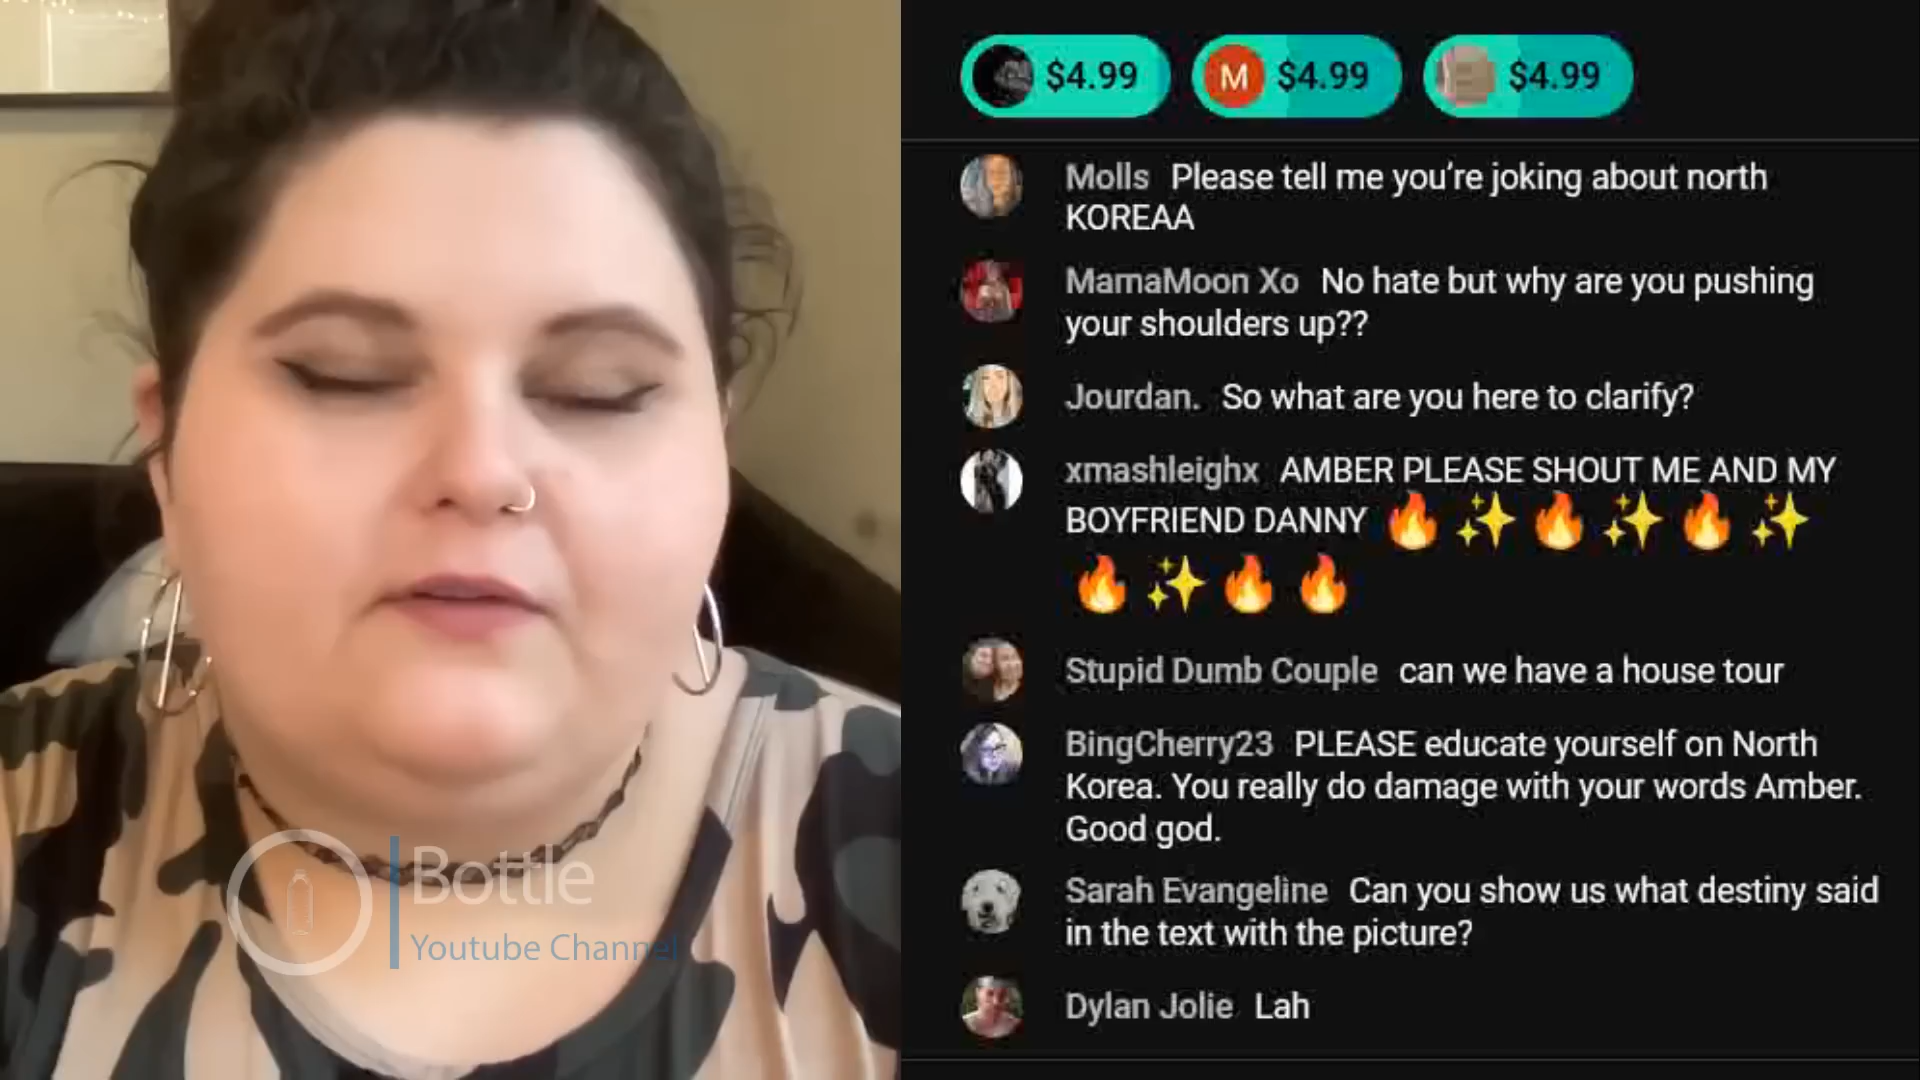 $4.99
M $4.99
$4.99
Molls Please tell me you're joking about north
KOREAA
MamaMoon Xo No hate but why are you pushing
your shoulders up??
Jourdan. So what are you here to clarify?
xmashleighx AMBER PLEASE SHOUT ME AND MY
BOYFRIEND DANNY 🔥 ✨ 🔥 ✨ 🔥 ✨
🔥 ✨ 🔥 🔥
Stupid Dumb Couple can we have a house tour
BingCherry23 PLEASE educate yourself on North
Korea. You really do damage with your words Amber.
Good god.
Sarah Evangeline Can you show us what destiny said
in the text with the picture?
Dylan Jolie Lah
Bottle
Youtube Channel